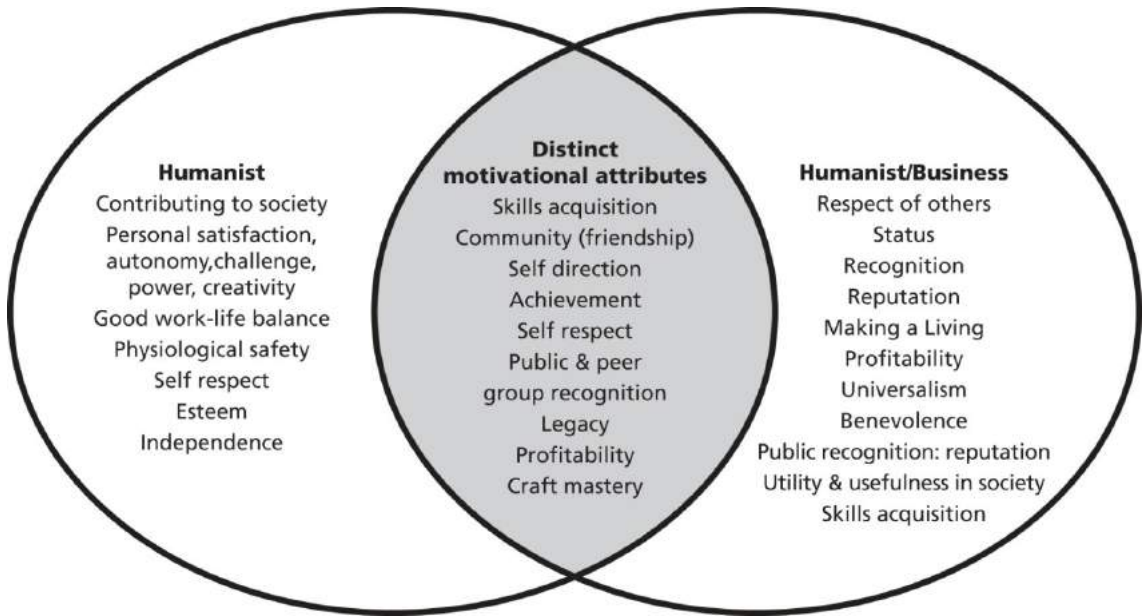 Humanist
Contributing to society
Personal satisfaction,
autonomy,challenge,
power, creativity
Good work-life balance
Physiological safety
Self respect
Esteem
Independence
Distinct
motivational attributes
Skills acquisition
Community (friendship)
Self direction
Achievement
Self respect
Public & peer
group recognition
Legacy
Profitability
Craft mastery
Humanist/Business
Respect of others
Status
Recognition
Reputation
Making a Living
Profitability
Universalism
Benevolence
Public recognition: reputation
Utility & usefulness in society
Skills acquisition